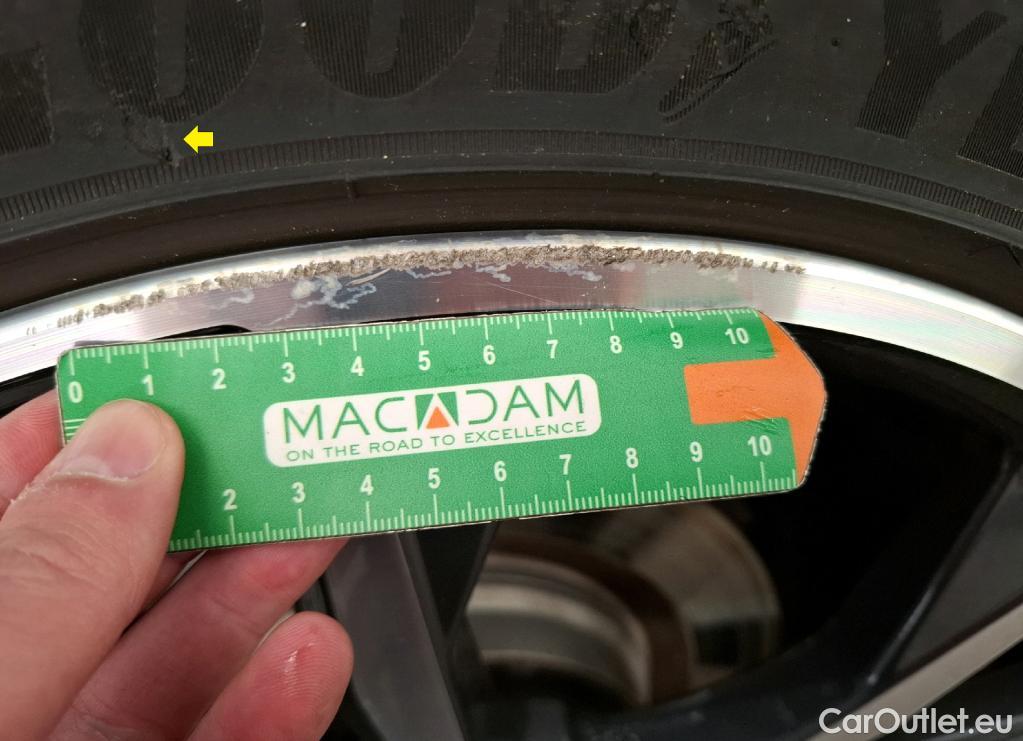 GOODYE
0 1 2 3 4 5 6 7 8 9 10
MACADAM
ON THE ROAD TO EXCELLENCE
2 3 4 5 6 7 8 9 10
CarOutlet.eu